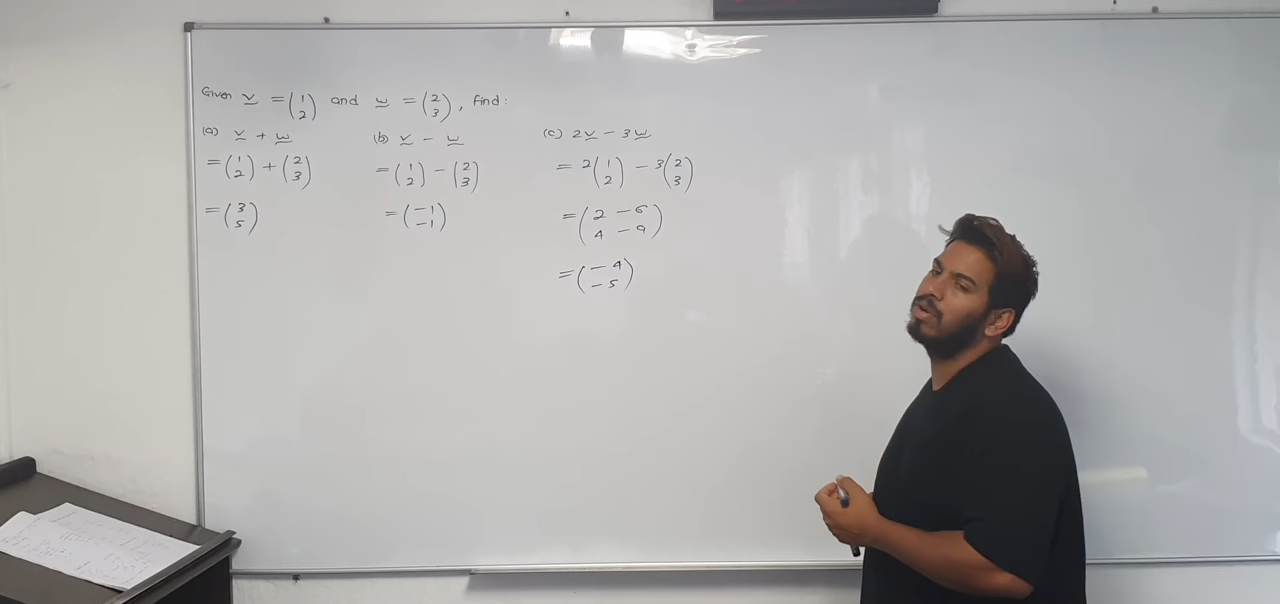 Given v = (1 2) and w = (2 3), find:
(a) v + w
= (1 2) + (2 3)
= (3 5)
(b) v - w
= (1 2) - (2 3)
= (-1 -1)
(c) 2v - 3w
= 2(1 2) - 3(2 3)
= (2 - 6 4 - 9)
= (-4 -5)